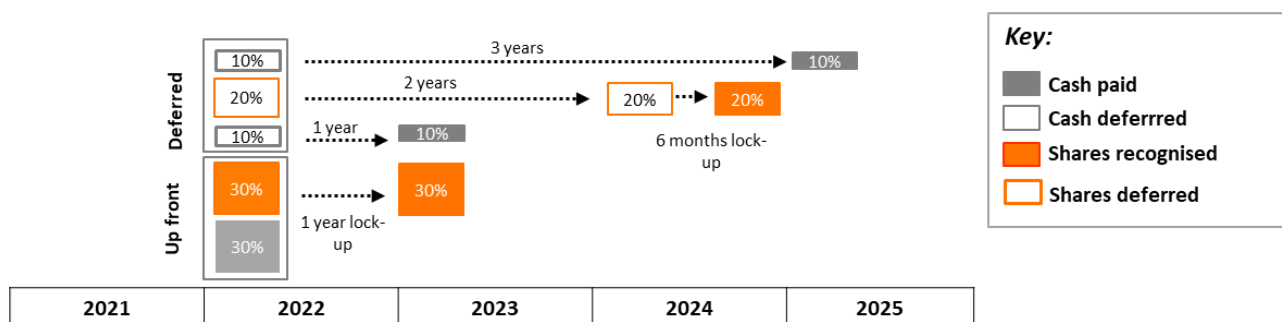 3 years
10%
10%
2 years
20%
20%
20%
Deferred
1 year
10%
10%
6 months lock-
up
30%
30%
Up front
1 year lock-
up
30%
2021
2022
2023
2024
2025
Key:
Cash paid
Cash deferrred
Shares recognised
Shares deferred